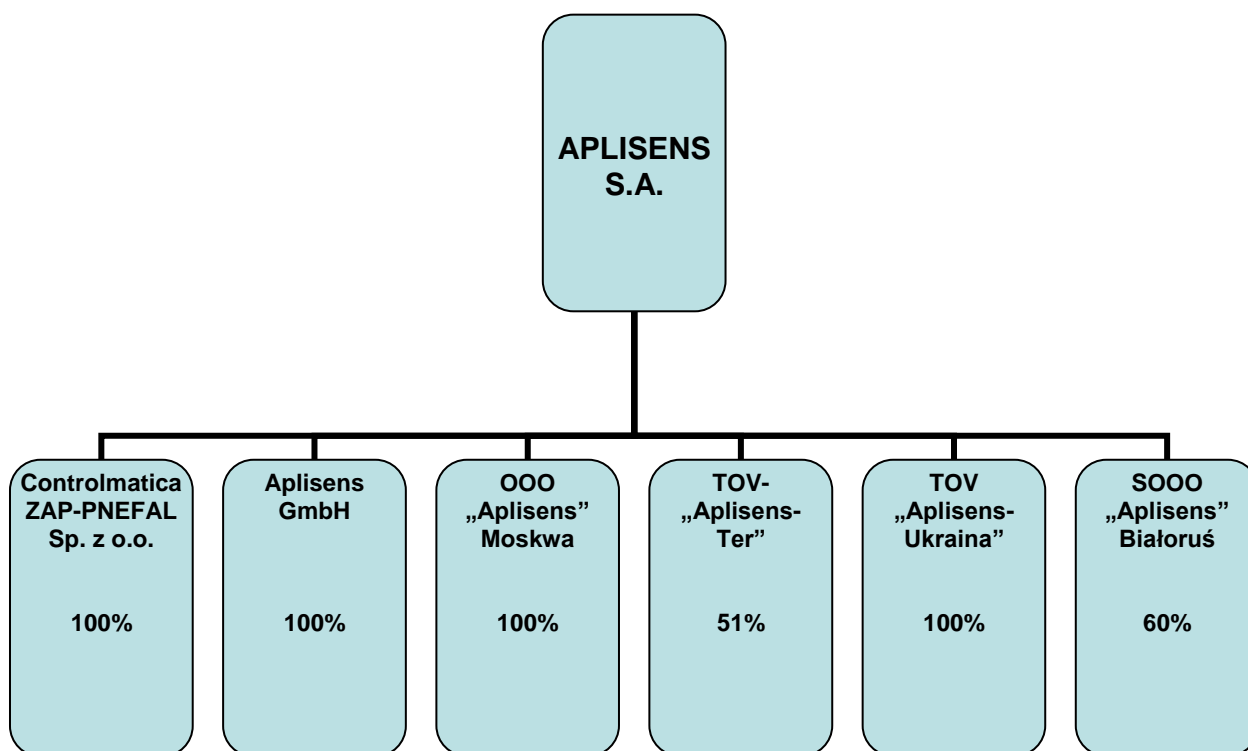 APLISENS
S.A.
Controlmatica
ZAP-PNEFAL
Sp. z o.o.
100%
Aplisens
GmbH
100%
OOO
„Aplisens”
Moskwa
100%
TOV-
„Aplisens-
Ter”
51%
TOV
„Aplisens-
Ukraina”
100%
SOOO
„Aplisens”
Białoruś
60%